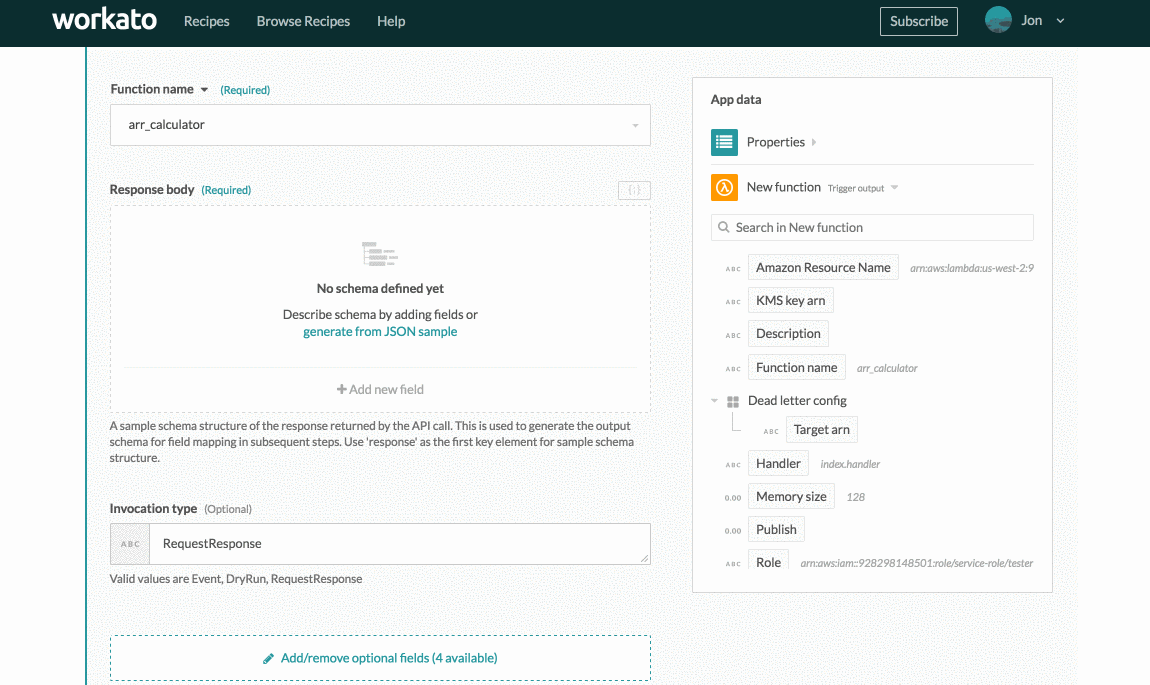 workato
Recipes
Browse Recipes
Help
Subscribe
Jon
Function name (Required)
arr_calculator
Response body (Required)
{:}
No schema defined yet
Describe schema by adding fields or
generate from JSON sample
+ Add new field
A sample schema structure of the response returned by the API call. This is used to generate the output
schema for field mapping in subsequent steps. Use 'response' as the first key element for sample schema
structure.
Invocation type (Optional)
ABC RequestResponse
Valid values are Event, DryRun, RequestResponse
Add/remove optional fields (4 available)
App data
Properties
New function Trigger output
Search in New function
ABC Amazon Resource Name arn:aws:lambda:us-west-2:9
ABC KMS key arn
ABC Description
ABC Function name arr_calculator
Dead letter config
ABC Target arn
ABC Handler index.handler
0.00 Memory size 128
0.00 Publish
ABC Role arn:aws:iam::928298148501:role/service-role/tester